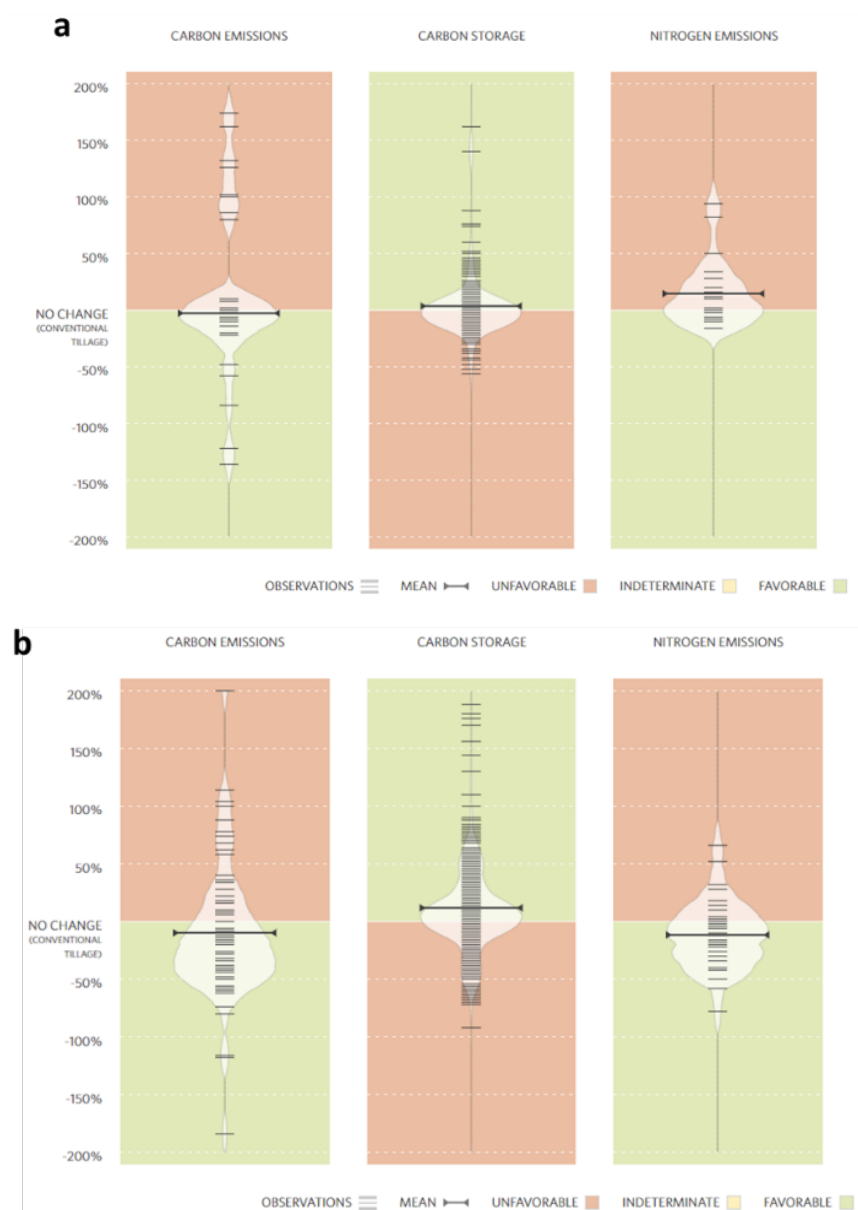 a
CARBON EMISSIONS
CARBON STORAGE
NITROGEN EMISSIONS
200%
150%
100%
50%
NO CHANGE
(CONVENTIONAL
TILLAGE)
-50%
-100%
-150%
-200%
OBSERVATIONS
MEAN
UNFAVORABLE
INDETERMINATE
FAVORABLE
b
CARBON EMISSIONS
CARBON STORAGE
NITROGEN EMISSIONS
200%
150%
100%
50%
NO CHANGE
(CONVENTIONAL
TILLAGE)
-50%
-100%
-150%
-200%
OBSERVATIONS
MEAN
UNFAVORABLE
INDETERMINATE
FAVORABLE